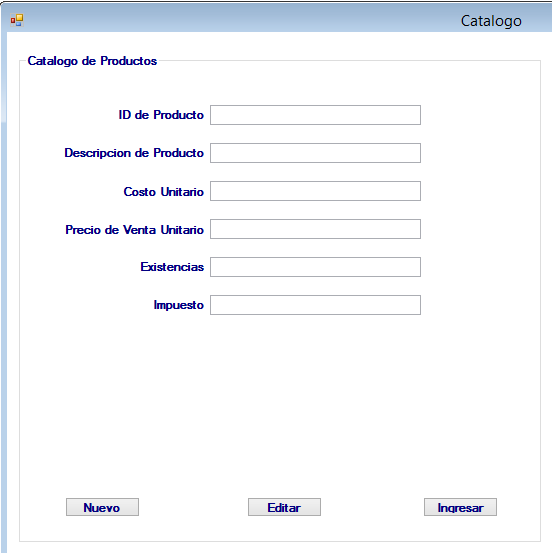 Catalogo
Catalogo de Productos
ID de Producto
Descripcion de Producto
Costo Unitario
Precio de Venta Unitario
Existencias
Impuesto
Nuevo Editar Ingresar